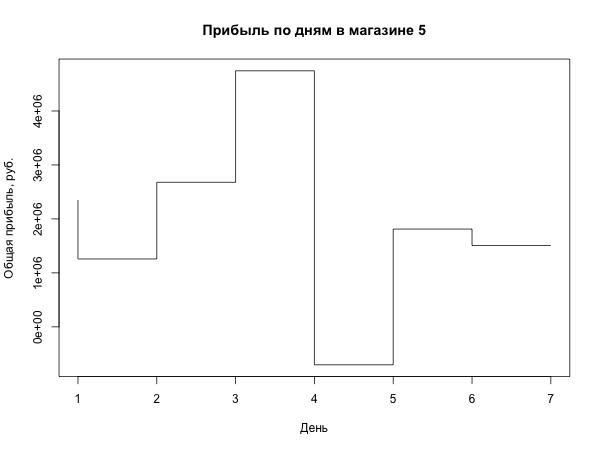 Прибыль по дням в магазине 5
Общая прибыль, руб.
4e+06
3e+06
2e+06
1e+06
0e+00
1 2 3 4 5 6 7
День